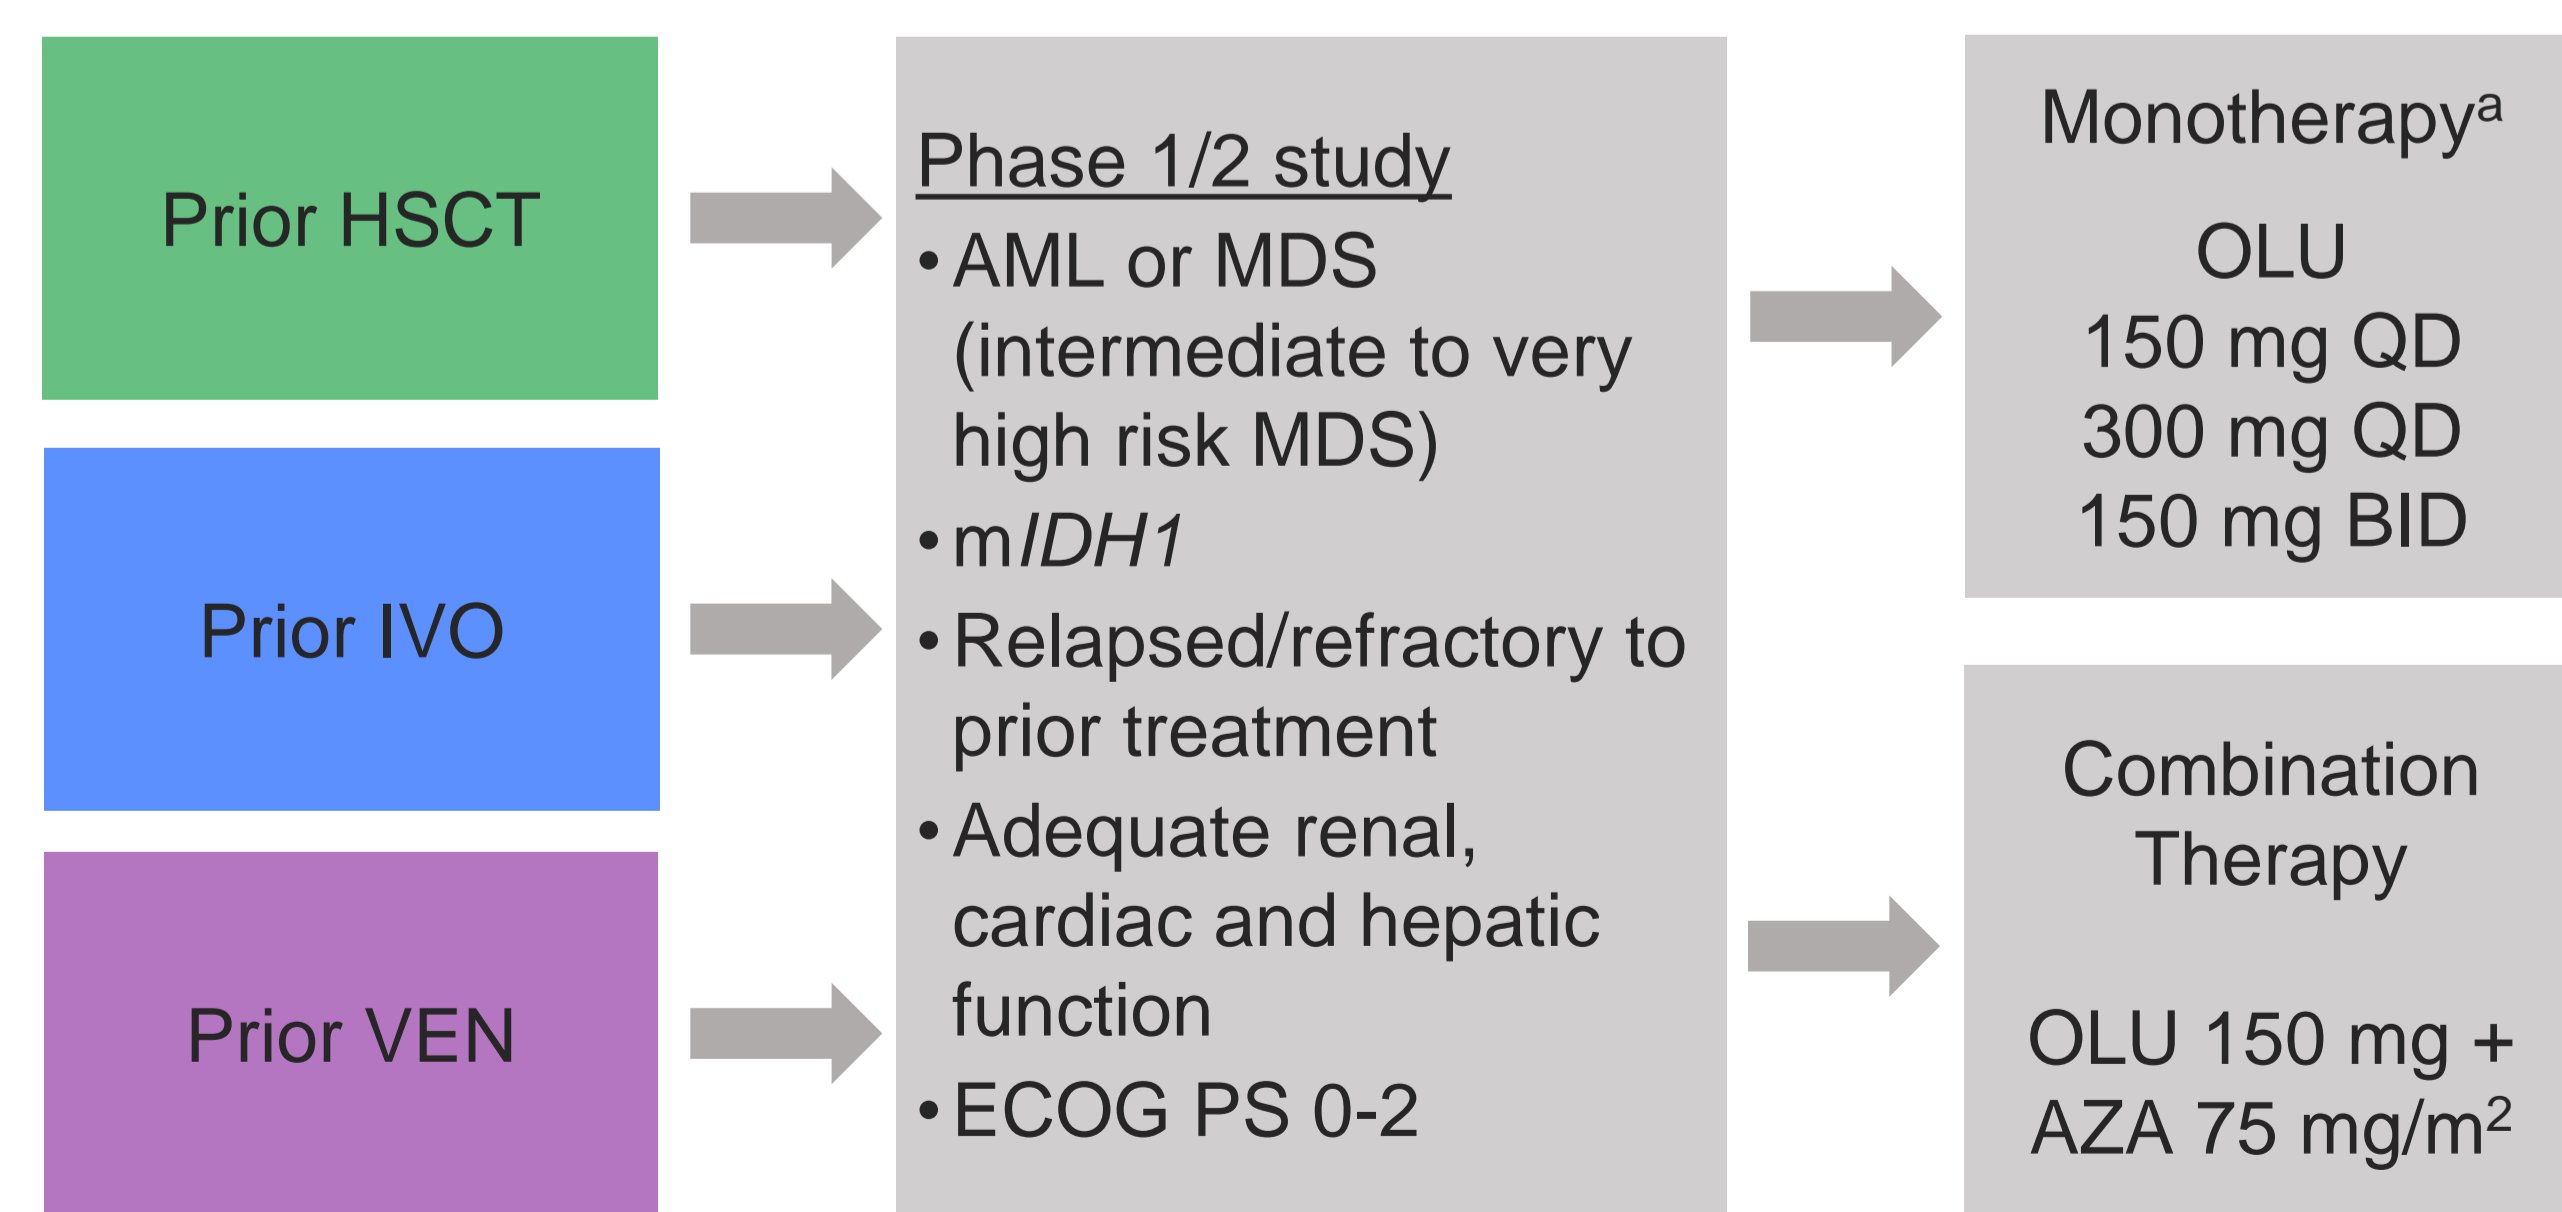 Prior HSCT
Prior IVO
Prior VEN
Phase 1/2 study
• AML or MDS
(intermediate to very
high risk MDS)
• mIDH1
• Relapsed/refractory to
prior treatment
• Adequate renal,
cardiac and hepatic
function
• ECOG PS 0-2
Monotherapyᵃ
OLU
150 mg QD
300 mg QD
150 mg BID
Combination
Therapy
OLU 150 mg +
AZA 75 mg/m²